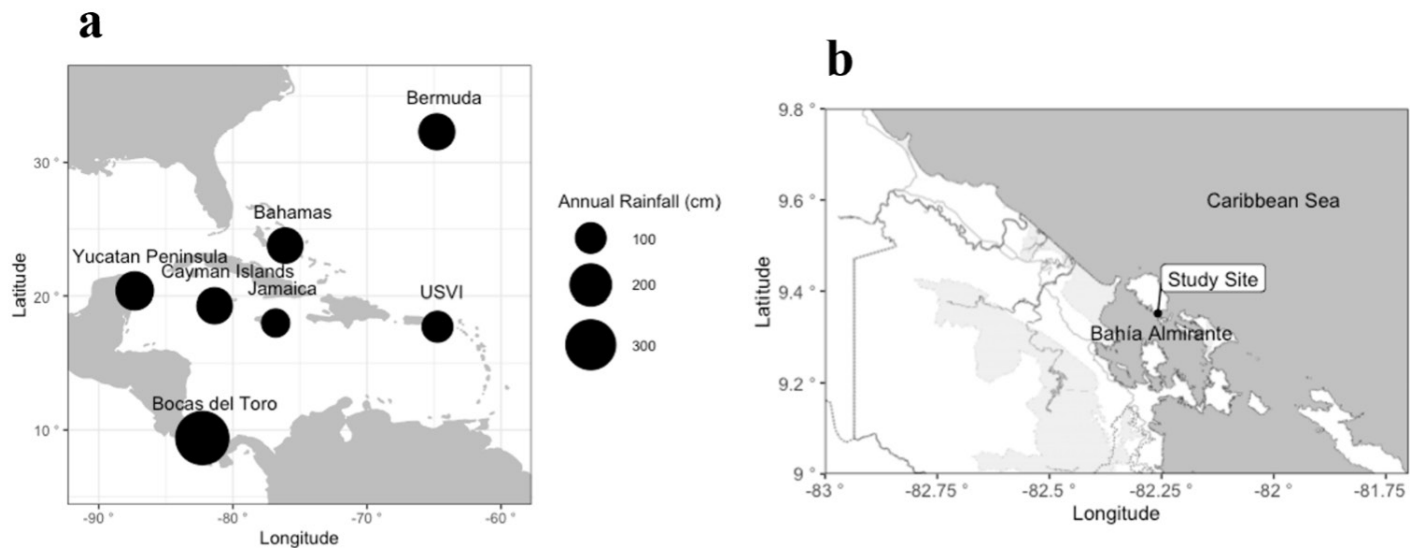 a
Bermuda
30 °
Bahamas
Yucatan Peninsula
Cayman Islands
Jamaica
USVI
20 °
Bocas del Toro
10 °
Latitude
-90
-80
-70
-60 °
Longitude
Annual Rainfall (cm)
100
200
300
b
9.8 °
9.6 °
9.4 °
9.2 °
9 °
Latitude
Caribbean Sea
Study Site
Bahía Almirante
-83 °
-82.75 °
-82.5 °
-82.25 °
-82 °
-81.75 °
Longitude